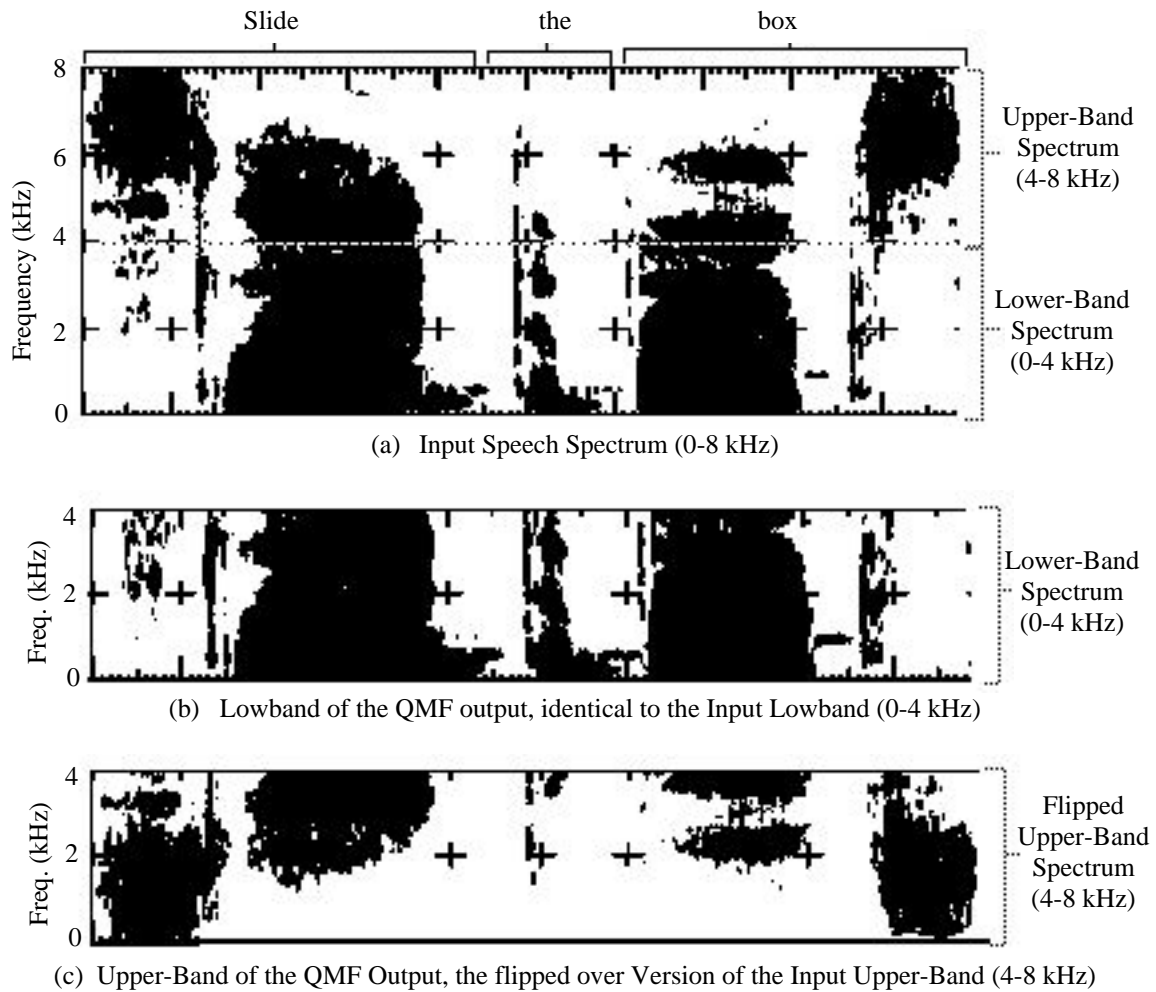 Slide the box
8
6
4
2
0
Frequency (kHz)
Upper-Band
Spectrum
(4-8 kHz)
Lower-Band
Spectrum
(0-4 kHz)
(a) Input Speech Spectrum (0-8 kHz)
4
2
0
Freq. (kHz)
Lower-Band
Spectrum
(0-4 kHz)
(b) Lowband of the QMF output, identical to the Input Lowband (0-4 kHz)
4
2
0
Freq. (kHz)
Flipped
Upper-Band
Spectrum
(4-8 kHz)
(c) Upper-Band of the QMF Output, the flipped over Version of the Input Upper-Band (4-8 kHz)